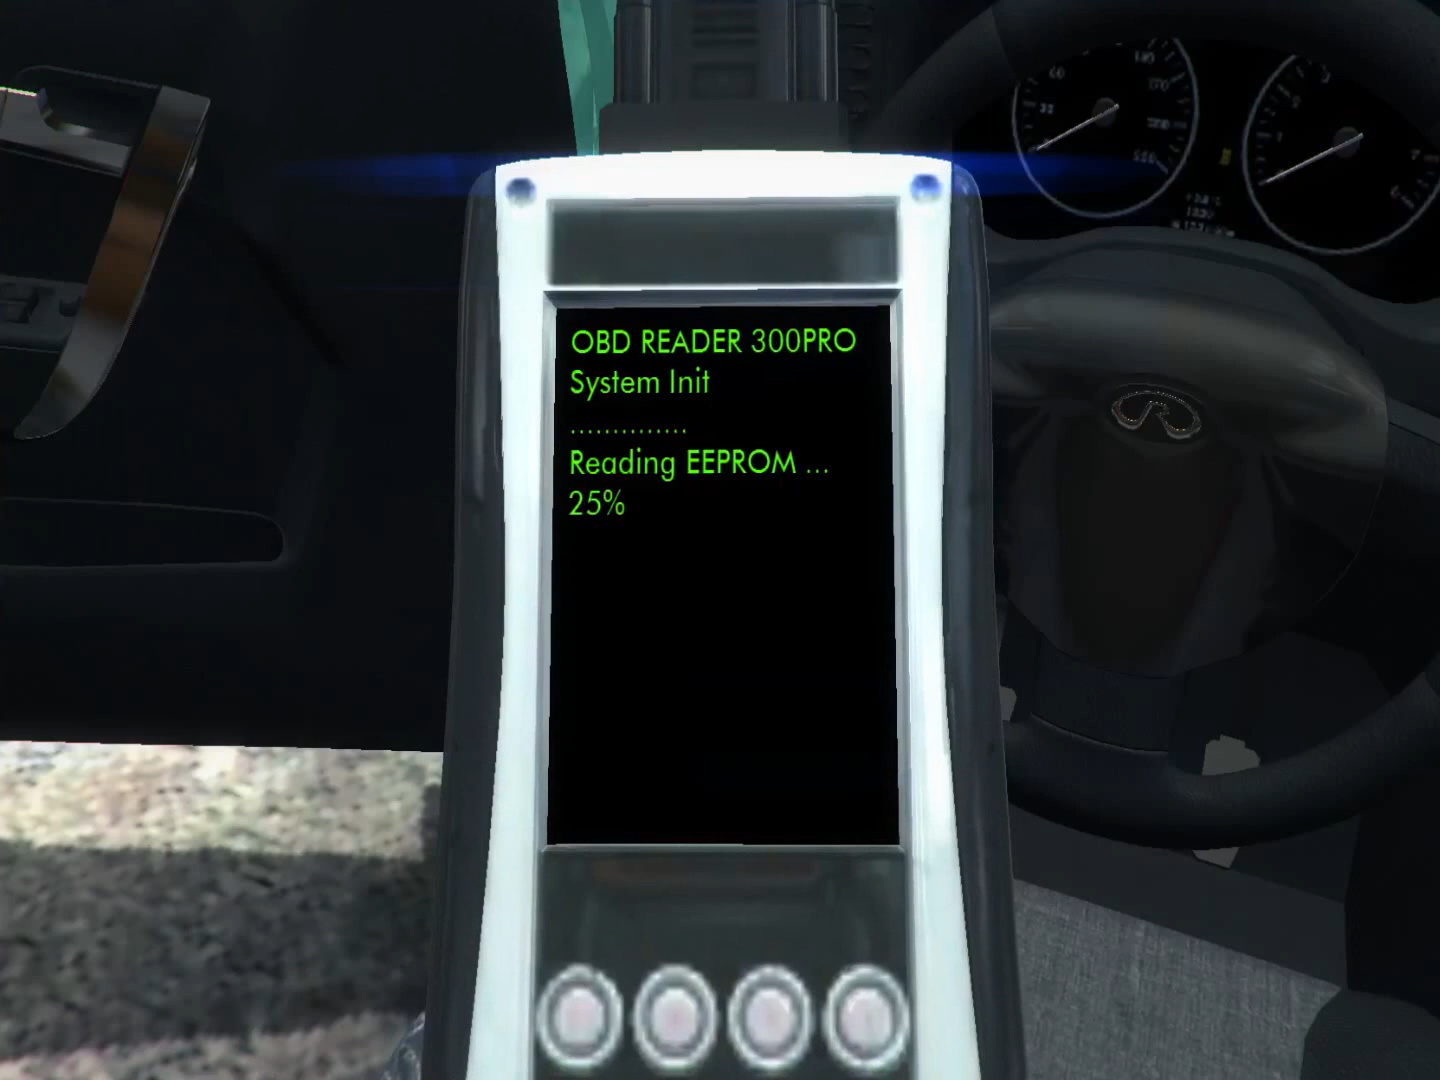 OBD READER 300PRO
System Init
..............
Reading EEPROM ...
25%